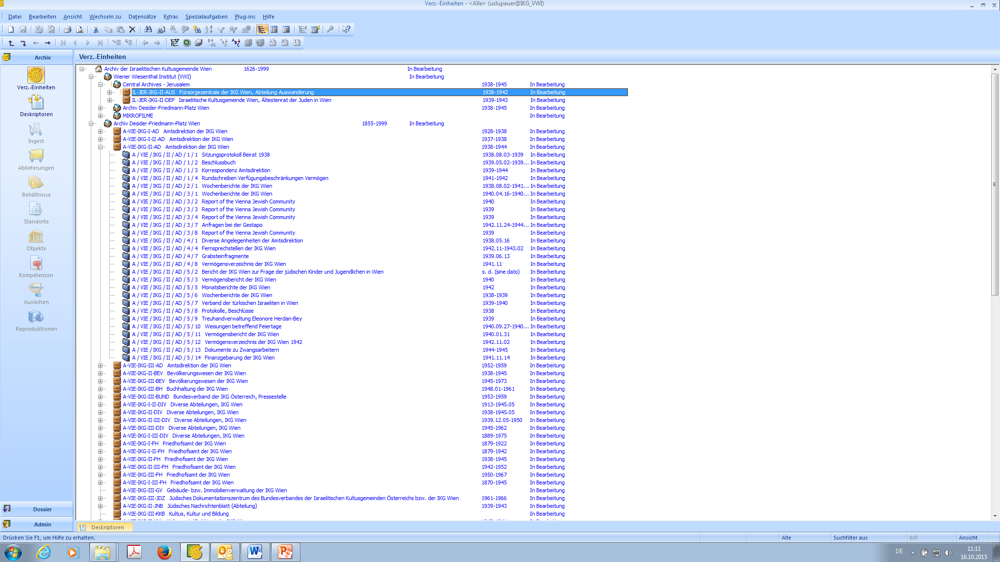 Verz.-Einheiten - <Alle> (uslupauer@IKG_VWI)
Datei Bearbeiten Ansicht Wechseln zu Datensätze Extras Spezialaufgaben Plug-ins Hilfe
Archiv
Verz.-Einheiten
Deskriptoren
Ingest
Ablieferungen
Behältnisse
Standorte
Objekte
Kompetenzen
Ausleihen
Reproduktionen
Dossier
Admin
Verz.-Einheiten
Archiv der Israelitischen Kultusgemeinde Wien 1626-1999 In Bearbeitung
Wiener Wiesenthal Institut (VWI) In Bearbeitung
Central Archives - Jerusalem 1938-1945 In Bearbeitung
IL-JER-IKG-II-AUS Fürsorgezentrale der IKG Wien, Abteilung Auswanderung 1938-1942 In Bearbeitung
IL-JER-IKG-II-DEP Israelitische Kultusgemeinde Wien, Ältestenrat der Juden in Wien 1939-1943 In Bearbeitung
Archiv Desider-Friedmann-Platz Wien 1938-1945 In Bearbeitung
MIKROFILME In Bearbeitung
Archiv Desider-Friedmann-Platz Wien 1855-1999 In Bearbeitung
A-VIE-IKG-I-AD Amtsdirektion der IKG Wien 1928-1938 In Bearbeitung
A-VIE-IKG-I-II-AD Amtsdirektion der IKG Wien 1937-1938 In Bearbeitung
A-VIE-IKG-II-AD Amtsdirektion der IKG Wien 1938-1944 In Bearbeitung
A / VIE / IKG / II / AD / 1 / 1 Sitzungsprotokoll Beirat 1938 1938.08.03-1939 In Bearbeitung
A / VIE / IKG / II / AD / 1 / 2 Beschlussbuch 1939.05.02-1939... In Bearbeitung
A / VIE / IKG / II / AD / 1 / 3 Korrespondenz Amtsdirektion 1939-1944 In Bearbeitung
A / VIE / IKG / II / AD / 1 / 4 Rundschreiben Verfügungsbeschränkungen Vermögen 1941-1942 In Bearbeitung
A / VIE / IKG / II / AD / 2 / 1 Wochenberichte der IKG Wien 1938.08.02-1941... In Bearbeitung
A / VIE / IKG / II / AD / 3 / 1 Wochenberichte der IKG Wien 1940.04.16-1940... In Bearbeitung
A / VIE / IKG / II / AD / 3 / 2 Report of the Vienna Jewish Community 1940 In Bearbeitung
A / VIE / IKG / II / AD / 3 / 3 Report of the Vienna Jewish Community 1939 In Bearbeitung
A / VIE / IKG / II / AD / 3 / 4 Report of the Vienna Jewish Community 1939 In Bearbeitung
A / VIE / IKG / II / AD / 3 / 7 Anfragen bei der Gestapo 1942.11.24-1944... In Bearbeitung
A / VIE / IKG / II / AD / 3 / 8 Report of the Vienna Jewish Community 1939 In Bearbeitung
A / VIE / IKG / II / AD / 4 / 1 Diverse Angelegenheiten der Amtsdirektion 1938.05.16 In Bearbeitung
A / VIE / IKG / II / AD / 4 / 4 Fernsprechstellen der IKG Wien 1942.11-1943.02 In Bearbeitung
A / VIE / IKG / II / AD / 4 / 7 Grabsteinfragmente 1939.06.13 In Bearbeitung
A / VIE / IKG / II / AD / 4 / 8 Vermögensverzeichnis der IKG Wien 1941.11 In Bearbeitung
A / VIE / IKG / II / AD / 5 / 2 Bericht der IKG Wien zur Frage der jüdischen Kinder und Jugendlichen in Wien s. d. (sine dato) In Bearbeitung
A / VIE / IKG / II / AD / 5 / 3 Vermögensbericht der IKG Wien 1940 In Bearbeitung
A / VIE / IKG / II / AD / 5 / 5 Monatsberichte der IKG Wien 1942 In Bearbeitung
A / VIE / IKG / II / AD / 5 / 6 Wochenberichte der IKG Wien 1938-1939 In Bearbeitung
A / VIE / IKG / II / AD / 5 / 7 Verband der türkischen Israeliten in Wien 1939-1940 In Bearbeitung
A / VIE / IKG / II / AD / 5 / 8 Protokolle, Beschlüsse 1938 In Bearbeitung
A / VIE / IKG / II / AD / 5 / 9 Treuhandverwaltung Eleonore Herdan-Bey 1939 In Bearbeitung
A / VIE / IKG / II / AD / 5 / 10 Weisungen betreffend Feiertage 1940.09.27-1940... In Bearbeitung
A / VIE / IKG / II / AD / 5 / 11 Vermögensbericht der IKG Wien 1940.01.31 In Bearbeitung
A / VIE / IKG / II / AD / 5 / 12 Vermögensverzeichnis der IKG Wien 1942 1942.11.02 In Bearbeitung
A / VIE / IKG / II / AD / 5 / 13 Dokumente zu Zwangsarbeitern 1944-1945 In Bearbeitung
A / VIE / IKG / II / AD / 5 / 14 Finanzgebarung der IKG Wien 1941.11.14 In Bearbeitung
A-VIE-IKG-III-AD Amtsdirektion der IKG Wien 1952-1959 In Bearbeitung
A-VIE-IKG-II-BEV Bevölkerungswesen der IKG Wien 1938-1945 In Bearbeitung
A-VIE-IKG-III-BEV Bevölkerungswesen der IKG Wien 1945-1973 In Bearbeitung
A-VIE-IKG-III-BH Buchhaltung der IKG Wien 1948.01-1961 In Bearbeitung
A-VIE-IKG-III-BUND Bundesverband der IKG Österreich, Pressestelle 1953-1959 In Bearbeitung
A-VIE-IKG-I-II-DIV Diverse Abteilungen, IKG Wien 1913-1945.05 In Bearbeitung
A-VIE-IKG-II-DIV Diverse Abteilungen, IKG Wien 1938-1945.05 In Bearbeitung
A-VIE-IKG-II-III-DIV Diverse Abteilungen, IKG Wien 1939.12.05-1950 In Bearbeitung
A-VIE-IKG-III-DIV Diverse Abteilungen, IKG Wien 1945-1962 In Bearbeitung
A-VIE-IKG-I-III-DIV Diverse Abteilungen, IKG Wien 1889-1975 In Bearbeitung
A-VIE-IKG-I-FH Friedhofsamt der IKG Wien 1879-1922 In Bearbeitung
A-VIE-IKG-I-II-FH Friedhofsamt der IKG Wien 1879-1942 In Bearbeitung
A-VIE-IKG-II-FH Friedhofsamt der IKG Wien 1938-1945 In Bearbeitung
A-VIE-IKG-II-III-FH Friedhofsamt der IKG Wien 1942-1952 In Bearbeitung
A-VIE-IKG-III-FH Friedhofsamt der IKG Wien 1950-1967 In Bearbeitung
A-VIE-IKG-I-III-FH Friedhofsamt der IKG Wien 1870-1945 In Bearbeitung
A-VIE-IKG-III-GV Gebäude- bzw. Immobilienverwaltung der IKG Wien In Bearbeitung
A-VIE-IKG-III-JDZ Jüdisches Dokumentationszentrum des Bundesverbandes der Israelitischen Kultusgemeinden Österreichs bzw. der IKG Wien 1961-1966 In Bearbeitung
A-VIE-IKG-II-JNB Jüdisches Nachrichtenblatt (Abteilung) 1939-1943 In Bearbeitung
A-VIE-IKG-III-KKB Kultus, Kultur und Bildung In Bearbeitung
Deskriptoren
Drücken Sie F1, um Hilfe zu erhalten. Alle Suchfilter aus 0/0 Ansicht
DE 11:11
16.10.2015